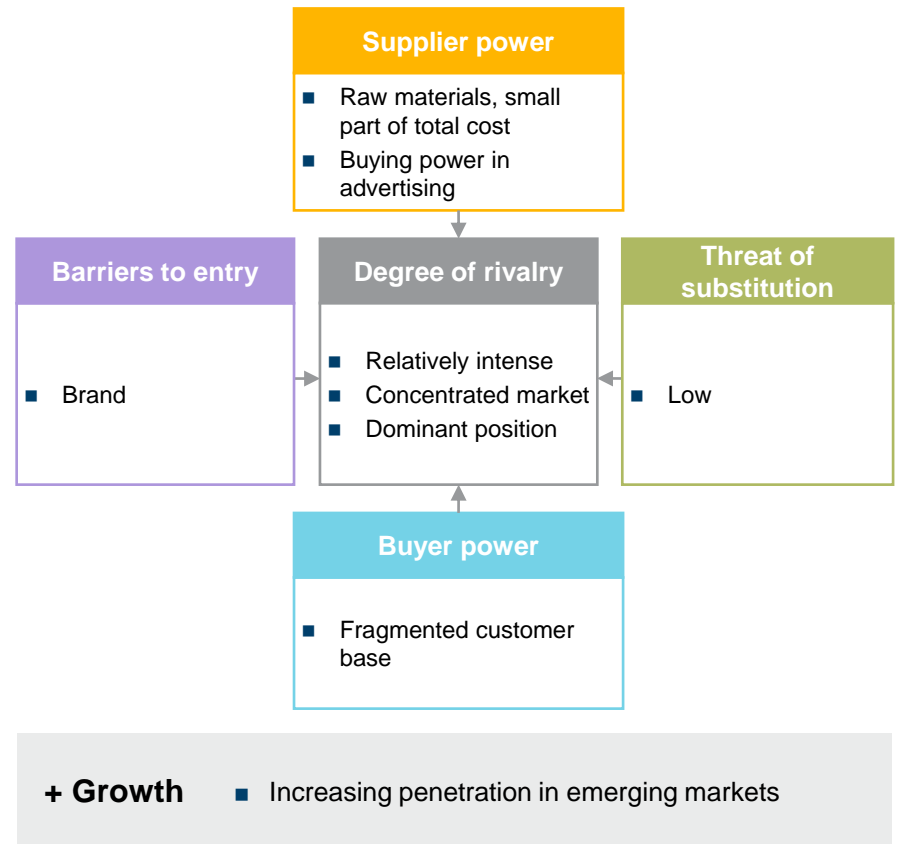 Supplier power
Raw materials, small
part of total cost
Buying power in
advertising
Barriers to entry
Brand
Degree of rivalry
Relatively intense
Concentrated market
Dominant position
Threat of
substitution
Low
Buyer power
Fragmented customer
base
+ Growth
Increasing penetration in emerging markets